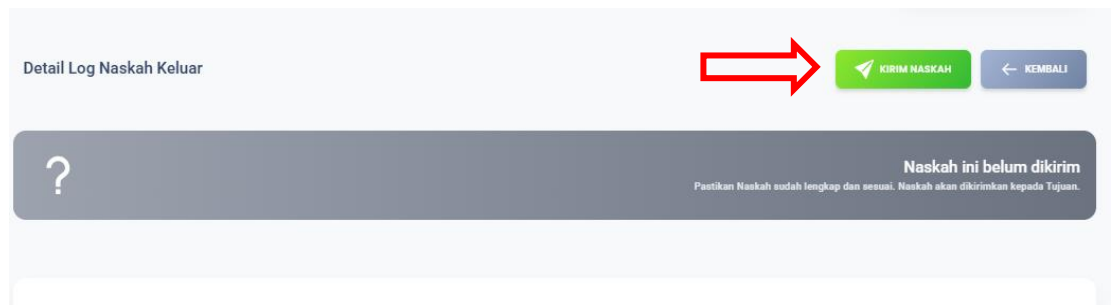 Detail Log Naskah Keluar
KIRIM NASKAH
KEMBALI
?
Naskah ini belum dikirim
Pastikan Naskah sudah lengkap dan sesuai. Naskah akan dikirimkan kepada Tujuan.